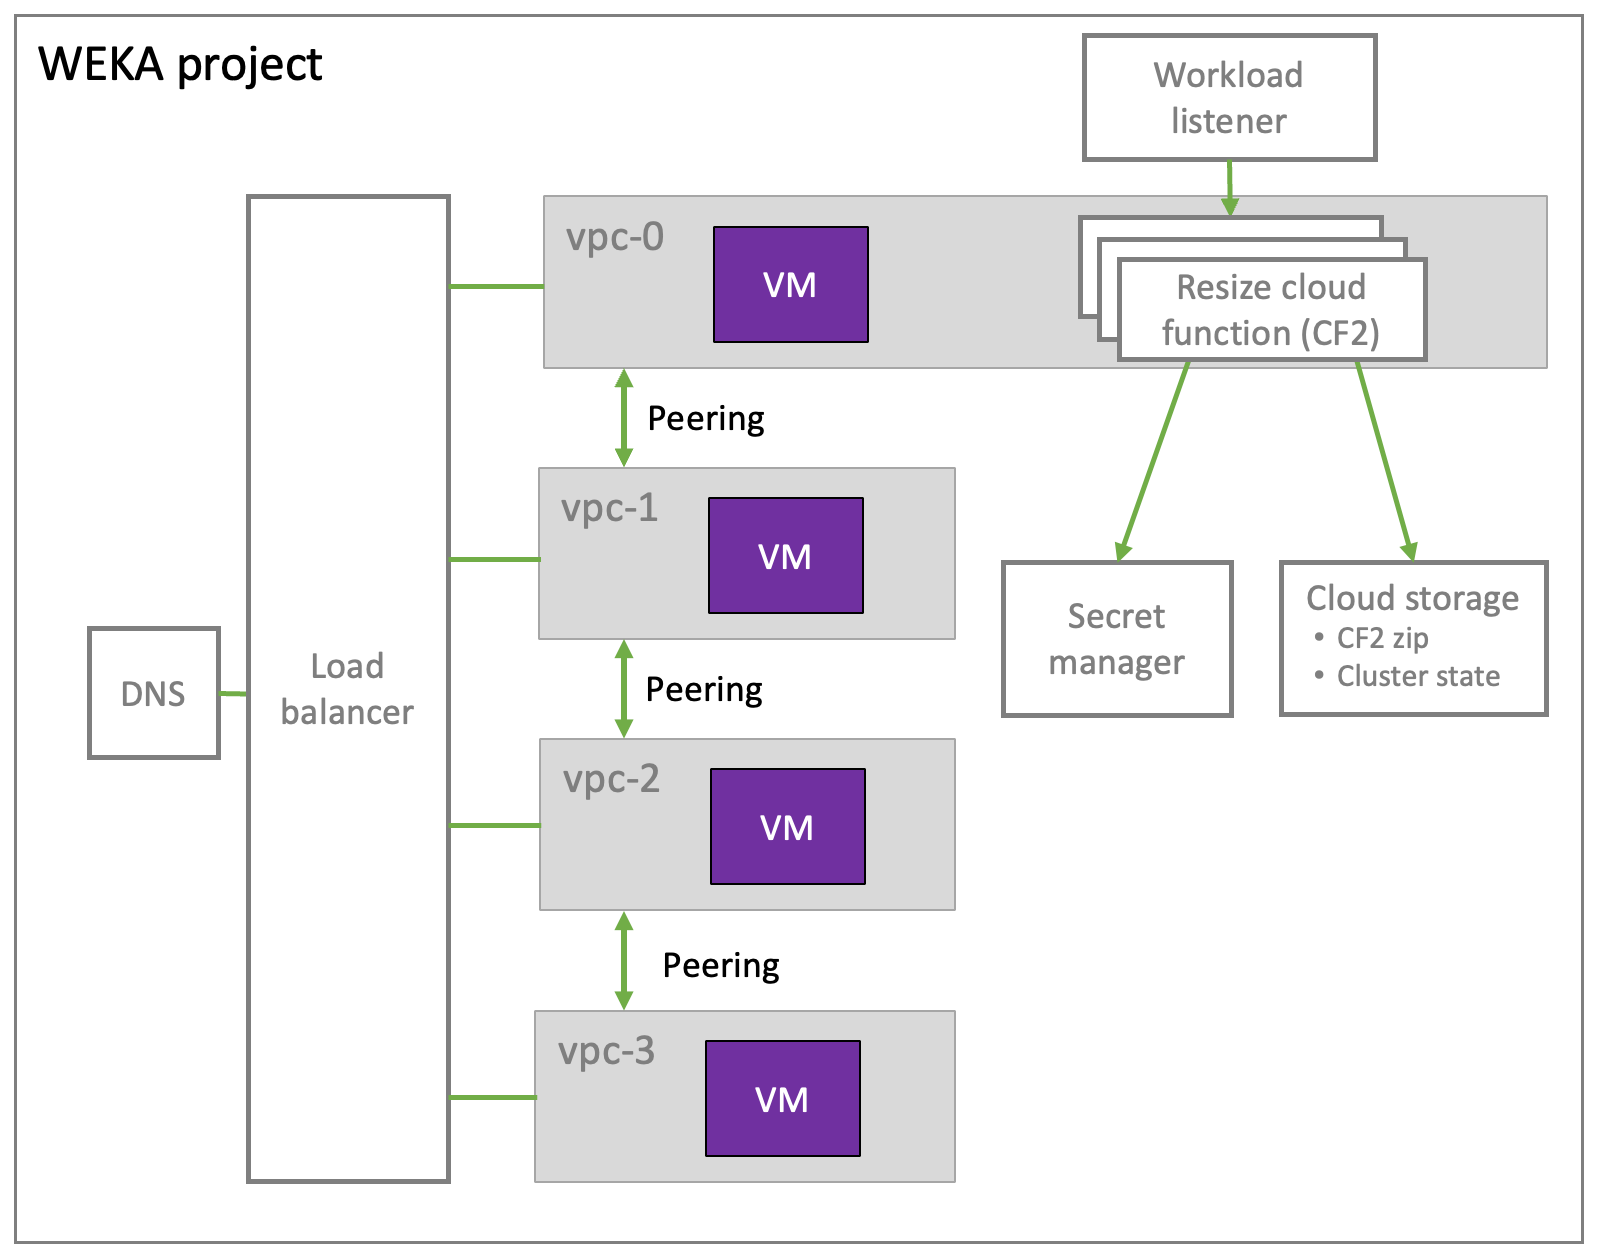 WEKA project
Workload
listener
vpc-0
VM
Resize cloud
function (CF2)
Peering
vpc-1
VM
Secret
manager
Cloud storage
• CF2 zip
• Cluster state
DNS
Load
balancer
Peering
vpc-2
VM
Peering
vpc-3
VM